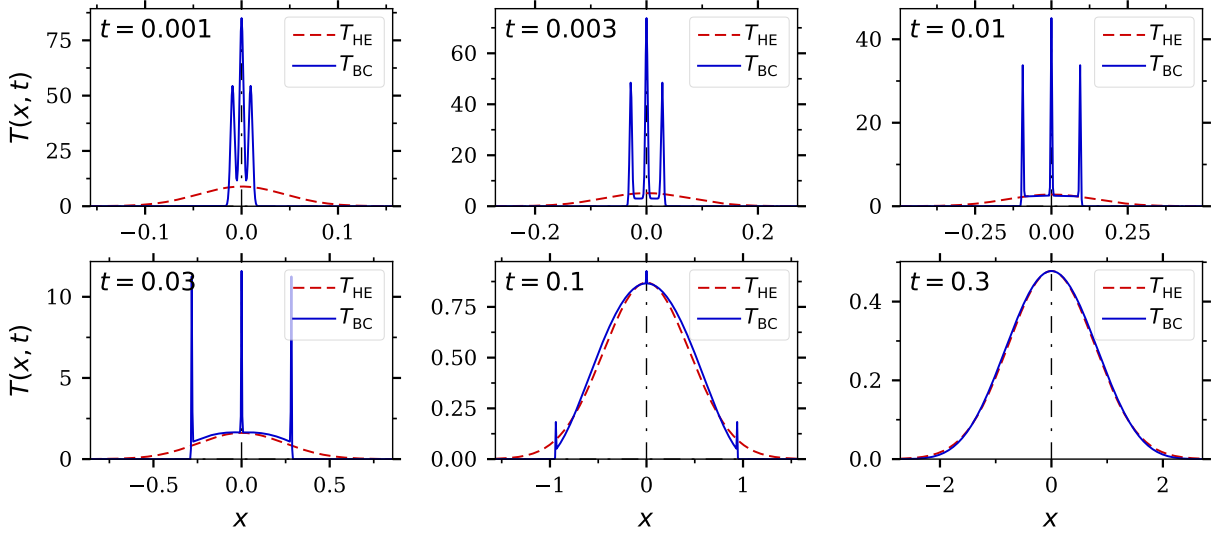 t = 0.001
T_HE
T_BC
75
50
25
0
−0.1
0.0
0.1
T(x, t)
t = 0.003
T_HE
T_BC
60
40
20
0
−0.2
0.0
0.2
t = 0.01
T_HE
T_BC
40
20
0
−0.25
0.00
0.25
t = 0.03
T_HE
T_BC
10
5
0
−0.5
0.0
0.5
T(x, t)
x
t = 0.1
T_HE
T_BC
0.75
0.50
0.25
0.00
−1
0
1
x
t = 0.3
T_HE
T_BC
0.4
0.2
0.0
−2
0
2
x